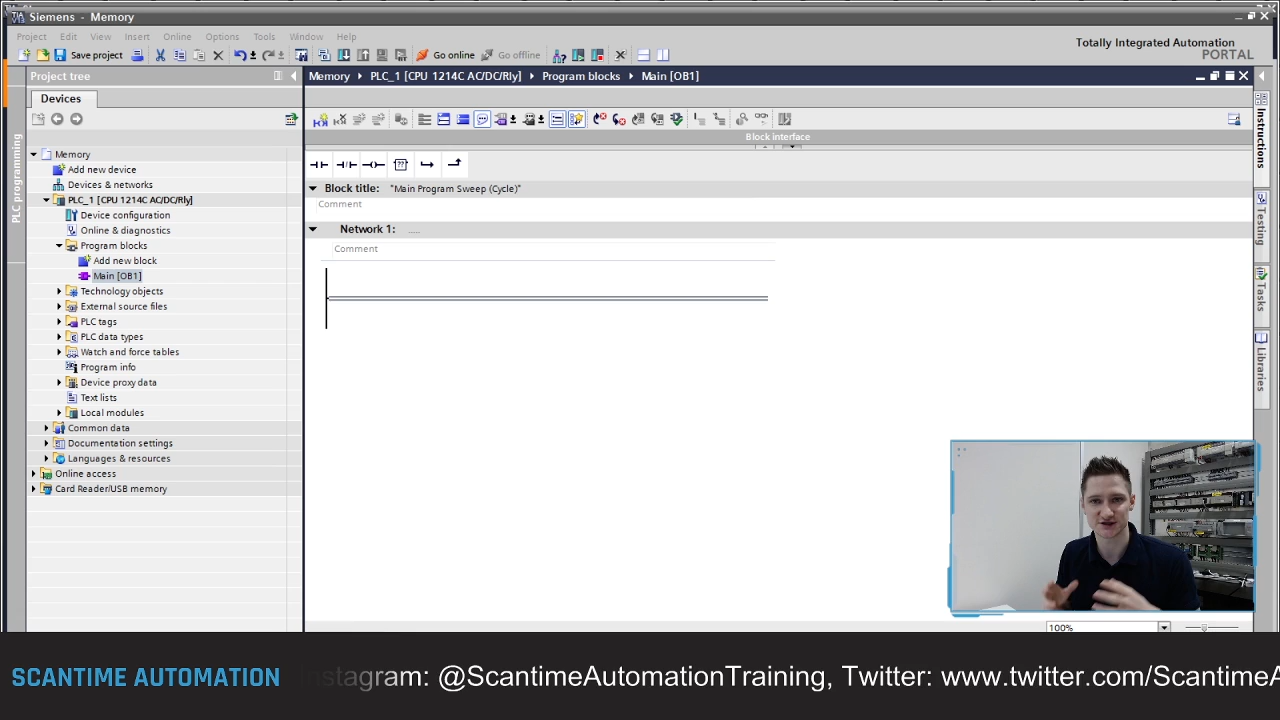 Siemens - Memory
Project Edit View Insert Online Options Tools Window Help
Totally Integrated Automation
PORTAL
Save project Go online Go offline
Project tree
Memory PLC_1 [CPU 1214C AC/DC/Rly] Program blocks Main [OB1]
Devices
Block interface
Memory
Add new device
Devices & networks
PLC_1 [CPU 1214C AC/DC/Rly]
Device configuration
Online & diagnostics
Program blocks
Add new block
Main [OB1]
Technology objects
External source files
PLC tags
PLC data types
Watch and force tables
Program info
Device proxy data
Text lists
Local modules
Common data
Documentation settings
Languages & resources
Online access
Card Reader/USB memory
PLC programming
Block title: "Main Program Sweep (Cycle)"
Comment
Network 1: .....
Comment
Instructions
Testing
Tasks
Libraries
100%
SCANTIME AUTOMATION
Instagram: @ScantimeAutomationTraining, Twitter: www.twitter.com/ScantimeA